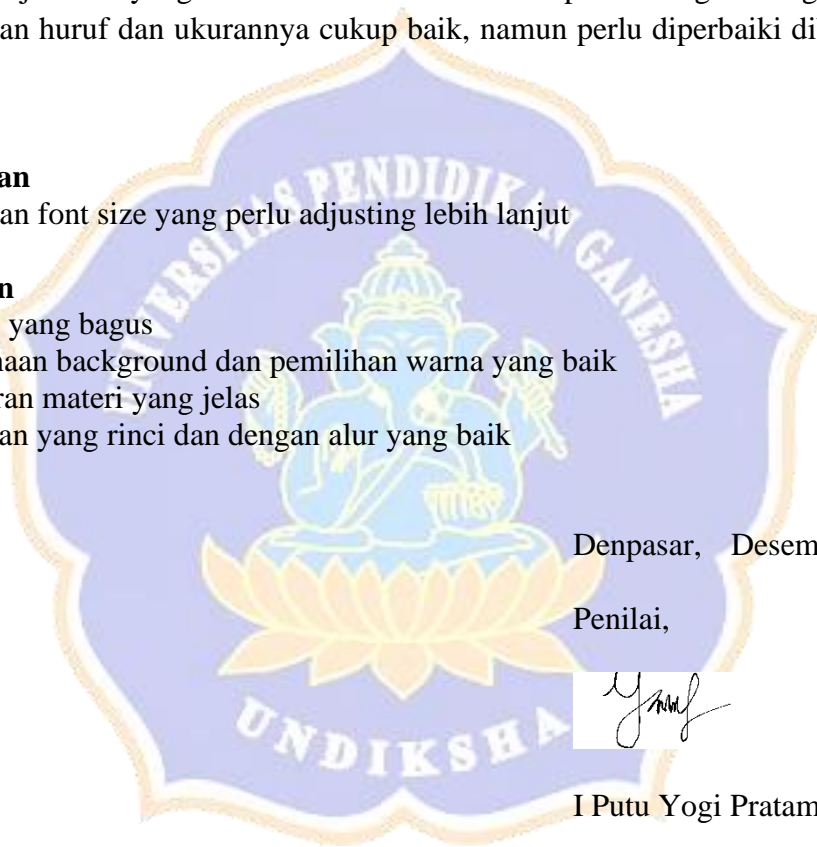 an huruf dan ukurannya cukup baik, namun perlu diperbaiki di
an
an font size yang perlu adjusting lebih lanjut
n
yang bagus
naan background dan pemilihan warna yang baik
ran materi yang jelas
an yang rinci dan dengan alur yang baik
UNIVERSITAS PENDIDIKAN GANESHA
Denpasar, Desem
Penilai,
UNDIKSHA
I Putu Yogi Pratam